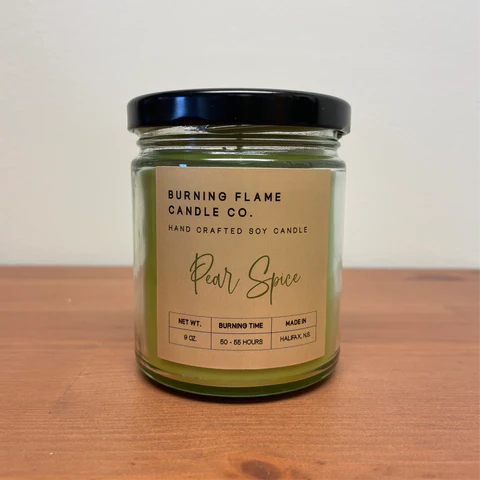 BURNING FLAME
CANDLE CO.
HAND CRAFTED SOY CANDLE
Pear Spice
NET WT. BURNING TIME MADE IN
9 OZ. 50 - 55 HOURS HALIFAX, NS